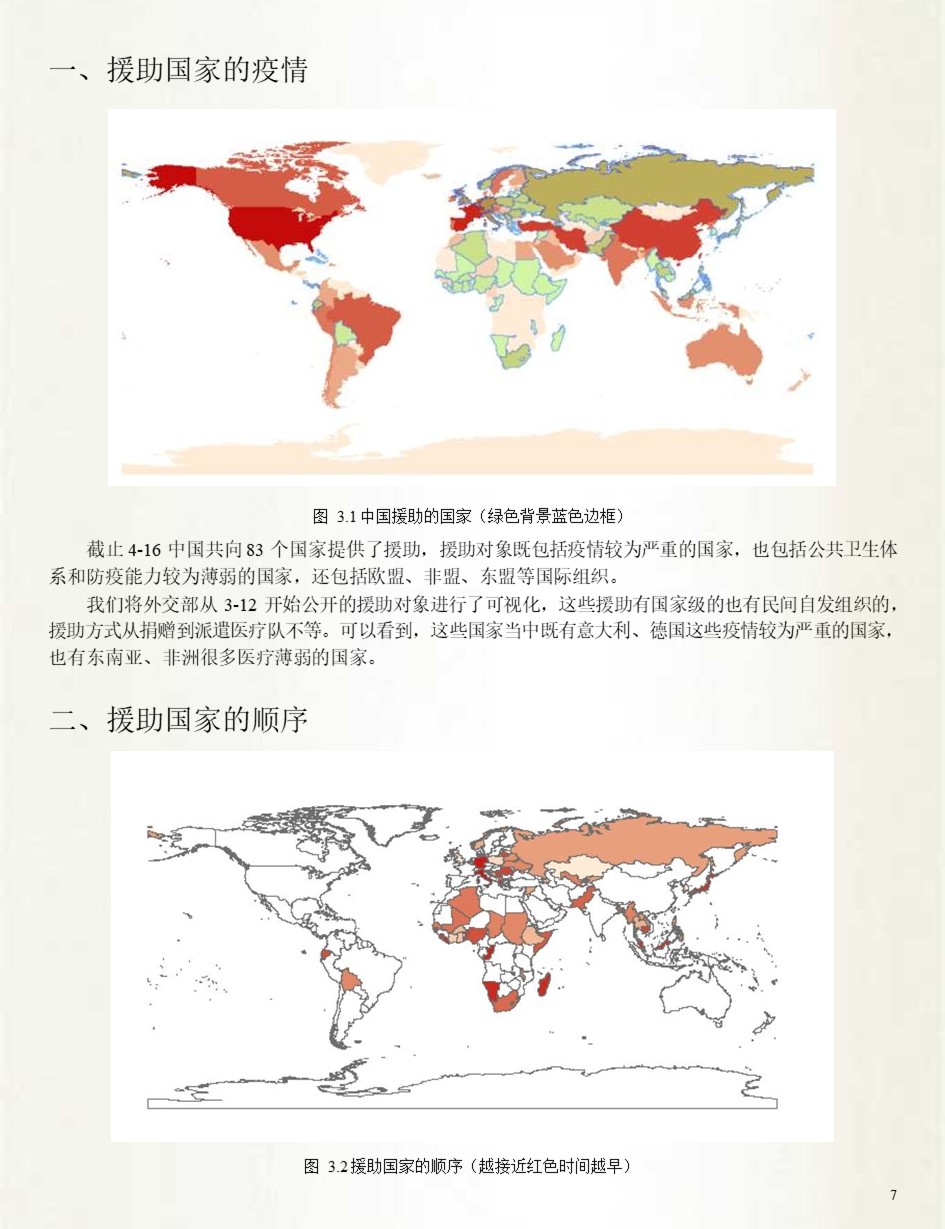 一、援助国家的疫情
图 3.1中国援助的国家（绿色背景蓝色边框）
截止 4-16 中国共向 83 个国家提供了援助，援助对象既包括疫情较为严重的国家，也包括公共卫生体
系和防疫能力较为薄弱的国家，还包括欧盟、非盟、东盟等国际组织。
我们将外交部从 3-12 开始公开的援助对象进行了可视化，这些援助有国家级的也有民间自发组织的，
援助方式从捐赠到派遣医疗队不等。可以看到，这些国家当中既有意大利、德国这些疫情较为严重的国家，
也有东南亚、非洲很多医疗薄弱的国家。
二、援助国家的顺序
图 3.2援助国家的顺序（越接近红色时间越早）
7